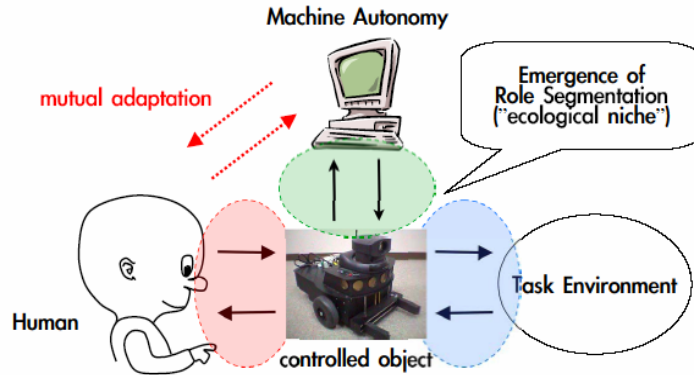 Machine Autonomy
mutual adaptation
Emergence of
Role Segmentation
("ecological niche")
Task Environment
Human
controlled object